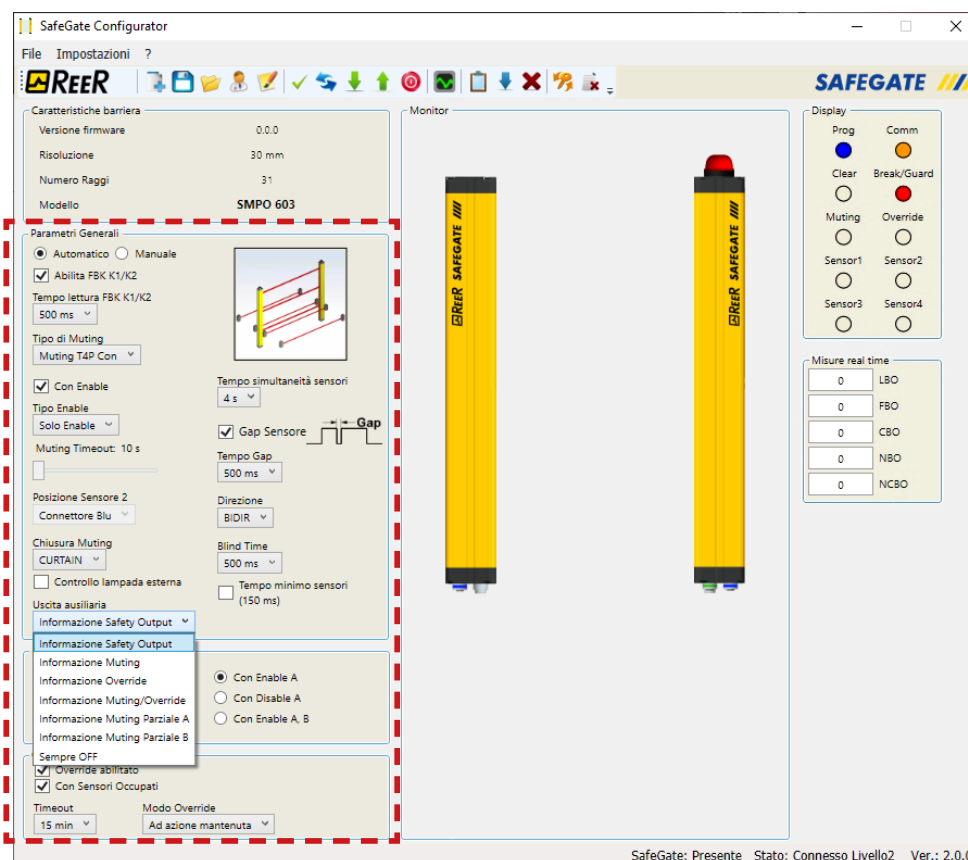 SafeGate Configurator
File Impostazioni ?
REER
SAFEGATE
Caratteristiche barriera
Versione firmware 0.0.0
Risoluzione 30 mm
Numero Raggi 31
Modello SMPO 603
Parametri Generali
Automatico Manuale
Abilita FBK K1/K2
Tempo lettura FBK K1/K2
500 ms
Tipo di Muting
Muting T4P Con
Con Enable
Tipo Enable
Solo Enable
Muting Timeout: 10 s
Posizione Sensore 2
Connettore Blu
Chiusura Muting
CURTAIN
Controllo lampada esterna
Uscita ausiliaria
Informazione Safety Output
Informazione Safety Output
Informazione Muting
Informazione Override
Informazione Muting/Override
Informazione Muting Parziale A
Informazione Muting Parziale B
Sempre OFF
Tempo simultaneità sensori
4 s
Gap Sensore
Gap
Tempo Gap
500 ms
Direzione
BIDIR
Blind Time
500 ms
Tempo minimo sensori
(150 ms)
Con Enable A
Con Disable A
Con Enable A, B
Override abilitato
Con Sensori Occupati
Timeout
15 min
Modo Override
Ad azione mantenuta
Monitor
REER SAFEGATE
REER SAFEGATE
Display
Prog Comm
Clear Break/Guard
Muting Override
Sensor1 Sensor2
Sensor3 Sensor4
Misure real time
0 LBO
0 FBO
0 CBO
0 NBO
0 NCBO
SafeGate: Presente Stato: Connesso Livello2 Ver.: 2.0.0